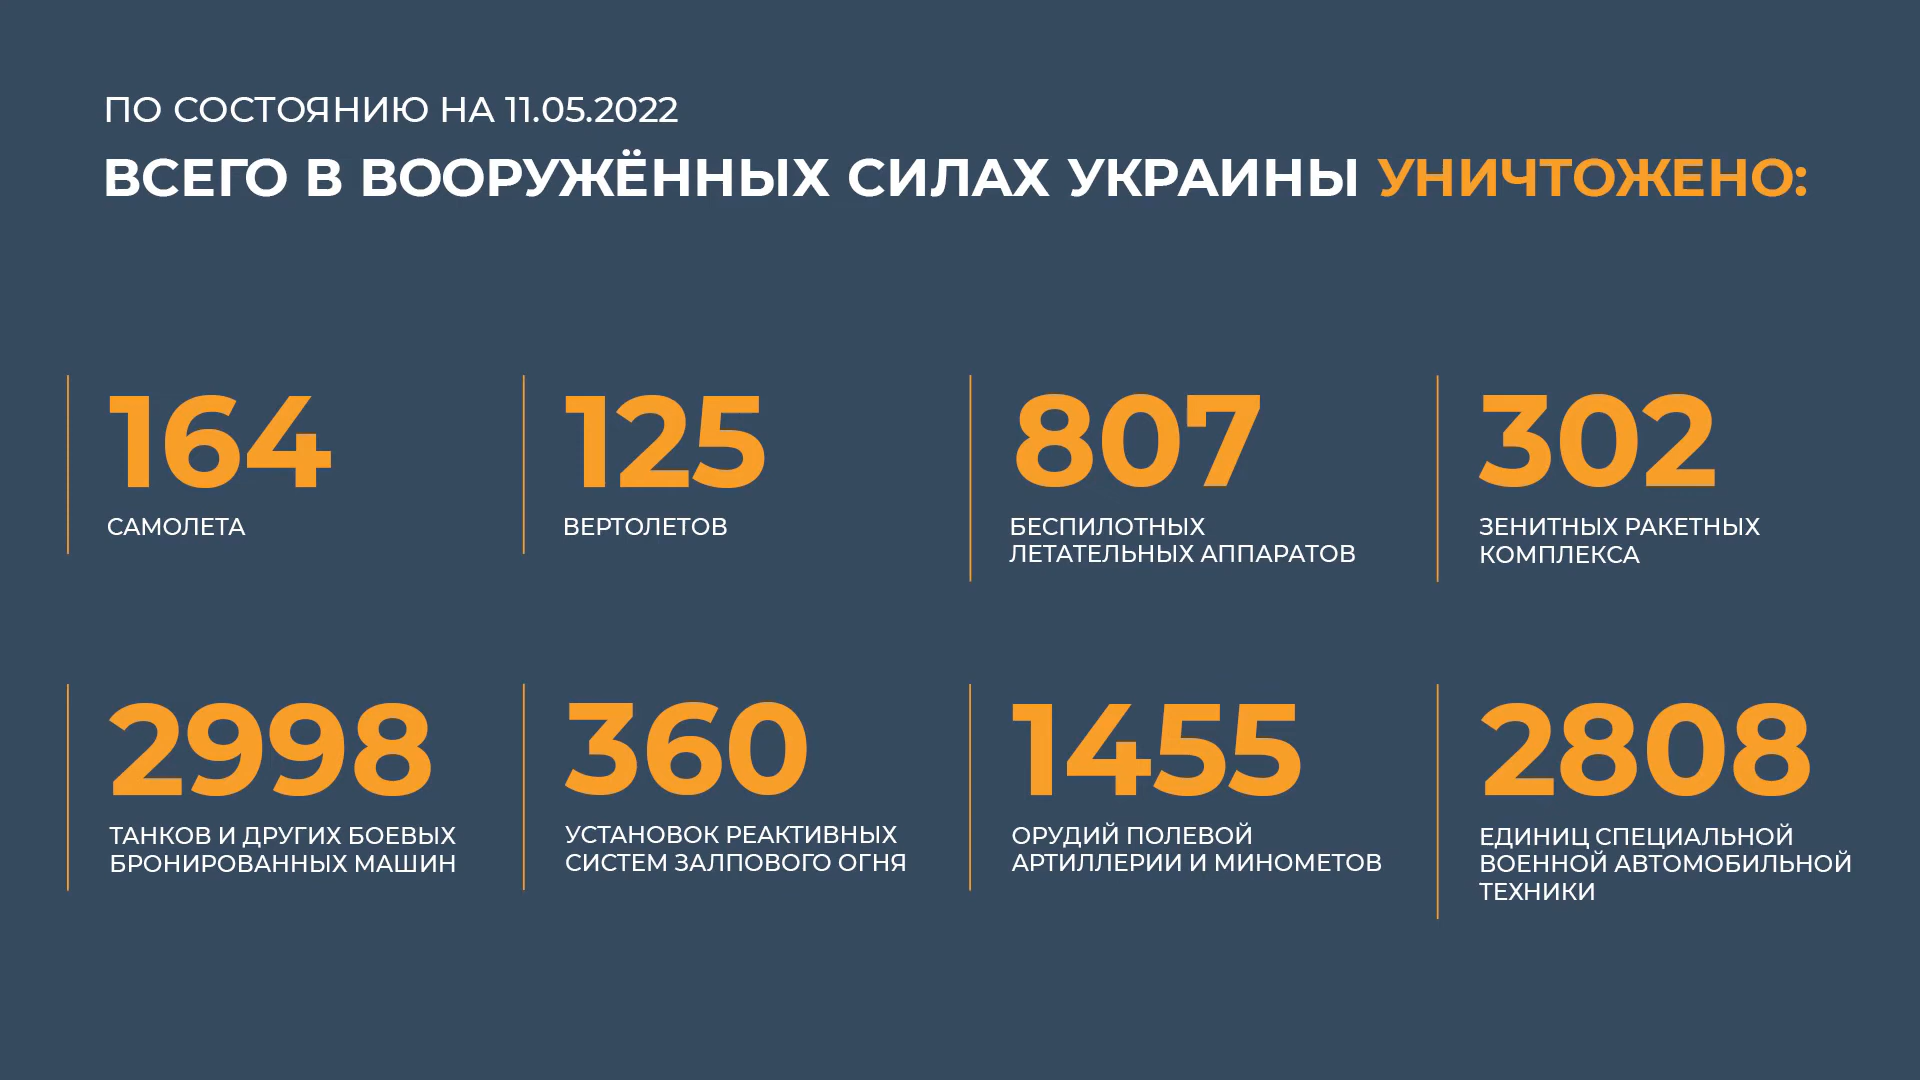 ПО СОСТОЯНИЮ НА 11.05.2022
ВСЕГО В ВООРУЖЁННЫХ СИЛАХ УКРАИНЫ УНИЧТОЖЕНО:
164
САМОЛЕТА
125
ВЕРТОЛЕТОВ
807
БЕСПИЛОТНЫХ
ЛЕТАТЕЛЬНЫХ АППАРАТОВ
302
ЗЕНИТНЫХ РАКЕТНЫХ
КОМПЛЕКСА
2998
ТАНКОВ И ДРУГИХ БОЕВЫХ
БРОНИРОВАННЫХ МАШИН
360
УСТАНОВОК РЕАКТИВНЫХ
СИСТЕМ ЗАЛПОВОГО ОГНЯ
1455
ОРУДИЙ ПОЛЕВОЙ
АРТИЛЛЕРИИ И МИНОМЕТОВ
2808
ЕДИНИЦ СПЕЦИАЛЬНОЙ
ВОЕННОЙ АВТОМОБИЛЬНОЙ
ТЕХНИКИ